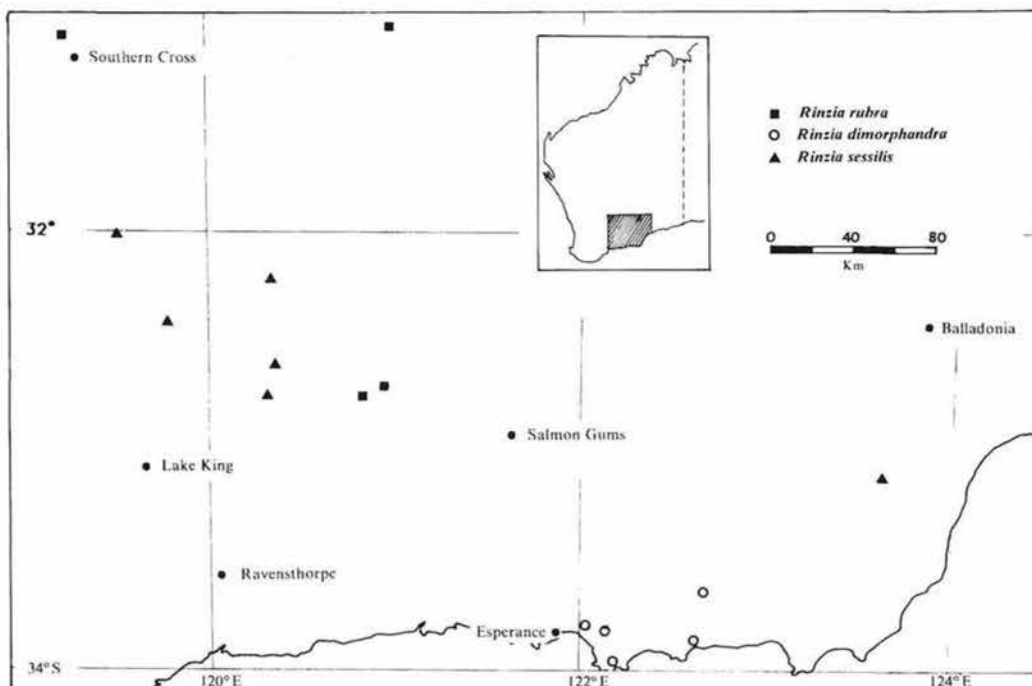 Southern Cross
Rinzia rubra
Rinzia dimorphandra
Rinzia sessilis
32°
0 40 80
Km
Balladonia
Salmon Gums
Lake King
Ravensthorpe
Esperance
34°S
120°E 122°E 124°E